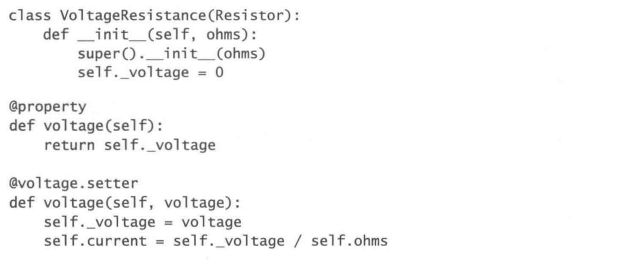 class VoltageResistance(Resistor):
    def __init__(self, ohms):
        super().__init__(ohms)
        self._voltage = 0
@property
def voltage(self):
    return self._voltage
@voltage.setter
def voltage(self, voltage):
    self._voltage = voltage
    self.current = self._voltage / self.ohms